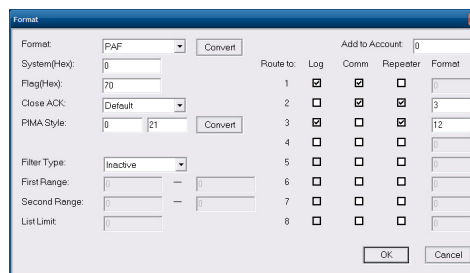 Format
Format: PAF Convert Add to Account: 0
System(Hex): 0 Route to: Log Comm Repeater Format
Flag(Hex): 70 1 0
Close ACK: Default 2 3
PIMA Style: 0 21 Convert 3 12
4 0
Filter Type: Inactive 5 0
First Range: 0 — 0 6 0
Second Range: 0 — 0 7 0
List Limit: 0 8 0
OK Cancel